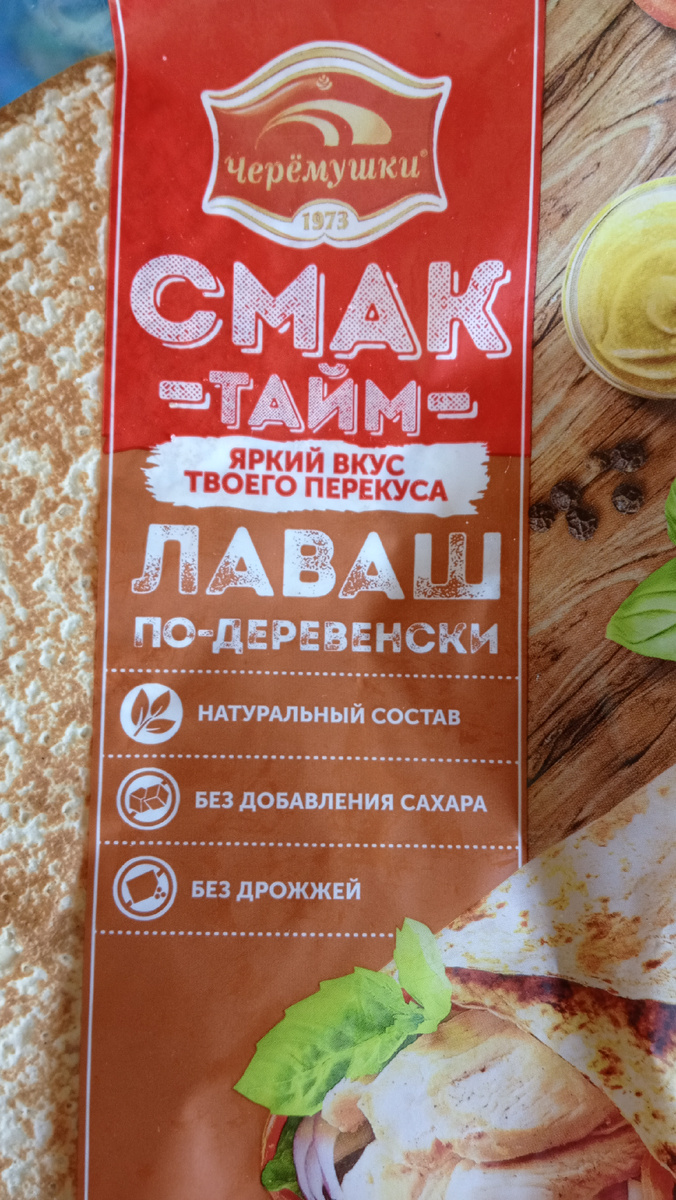 Черёмушки®
1973
СМАК
-ТАЙМ-
ЯРКИЙ ВКУС
ТВОЕГО ПЕРЕКУСА
ЛАВАШ
ПО-ДЕРЕВЕНСКИ
НАТУРАЛЬНЫЙ СОСТАВ
БЕЗ ДОБАВЛЕНИЯ САХАРА
БЕЗ ДРОЖЖЕЙ